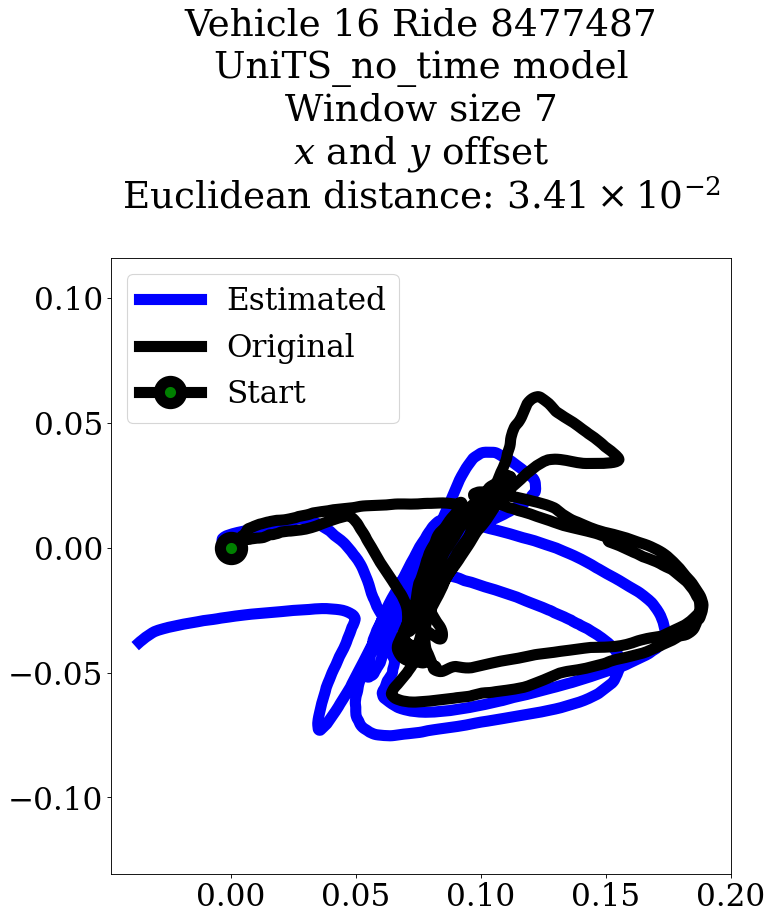 Vehicle 16 Ride 8477487
UniTS_no_time model
Window size 7
x and y offset
Euclidean distance: 3.41 × 10⁻²
Estimated
Original
Start
0.10
0.05
0.00
−0.05
−0.10
0.00 0.05 0.10 0.15 0.20